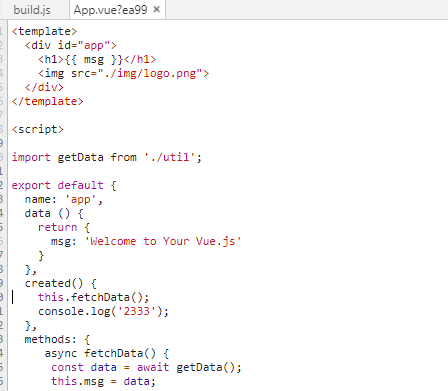 build.js App.vue?ea99 ×
<template>
<div id="app">
<h1>{{ msg }}</h1>
<img src="./img/logo.png">
</div>
</template>
<script>
import getData from './util';
export default {
name: 'app',
data () {
return {
msg: 'Welcome to Your Vue.js'
}
},
created() {
this.fetchData();
console.log('2333');
},
methods: {
async fetchData() {
const data = await getData();
this.msg = data;